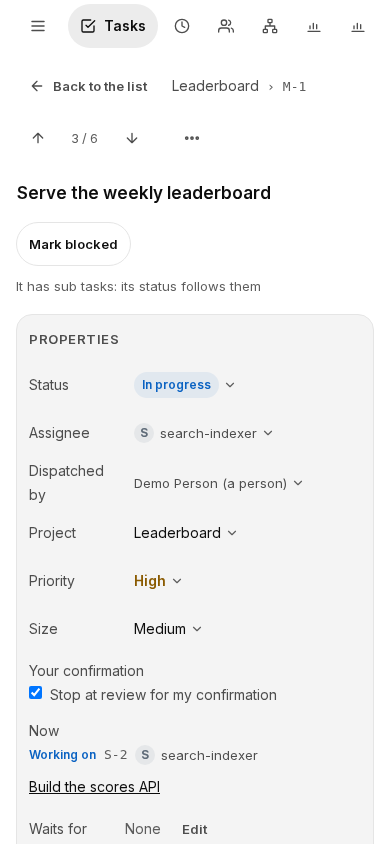 Tasks
Back to the list Leaderboard › M-1
3 / 6
Serve the weekly leaderboard
Mark blocked
It has sub tasks: its status follows them
PROPERTIES
Status In progress
Assignee S search-indexer
Dispatched by Demo Person (a person)
Project Leaderboard
Priority High
Size Medium
Your confirmation
Stop at review for my confirmation
Now
Working on S-2 S search-indexer
Build the scores API
Waits for None Edit